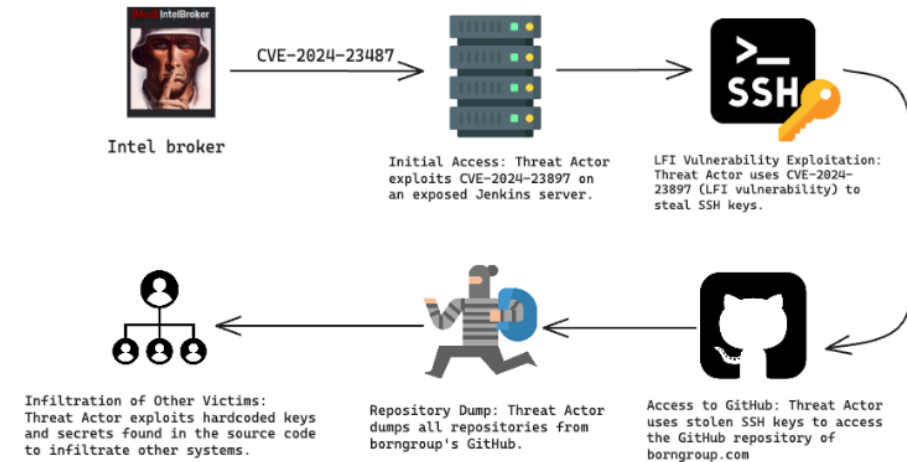 [Mod] IntelBroker
CVE-2024-23487
>_
SSH
Intel broker
Initial Access: Threat Actor
exploits CVE-2024-23897 on
an exposed Jenkins server.
LFI Vulnerability Exploitation:
Threat Actor uses CVE-2024-
23897 (LFI vulnerability) to
steal SSH keys.
Infiltration of Other Victims:
Threat Actor exploits hardcoded keys
and secrets found in the source code
to infiltrate other systems.
Repository Dump: Threat Actor
dumps all repositories from
borngroup's GitHub.
Access to GitHub: Threat Actor
uses stolen SSH keys to access
the GitHub repository of
borngroup.com